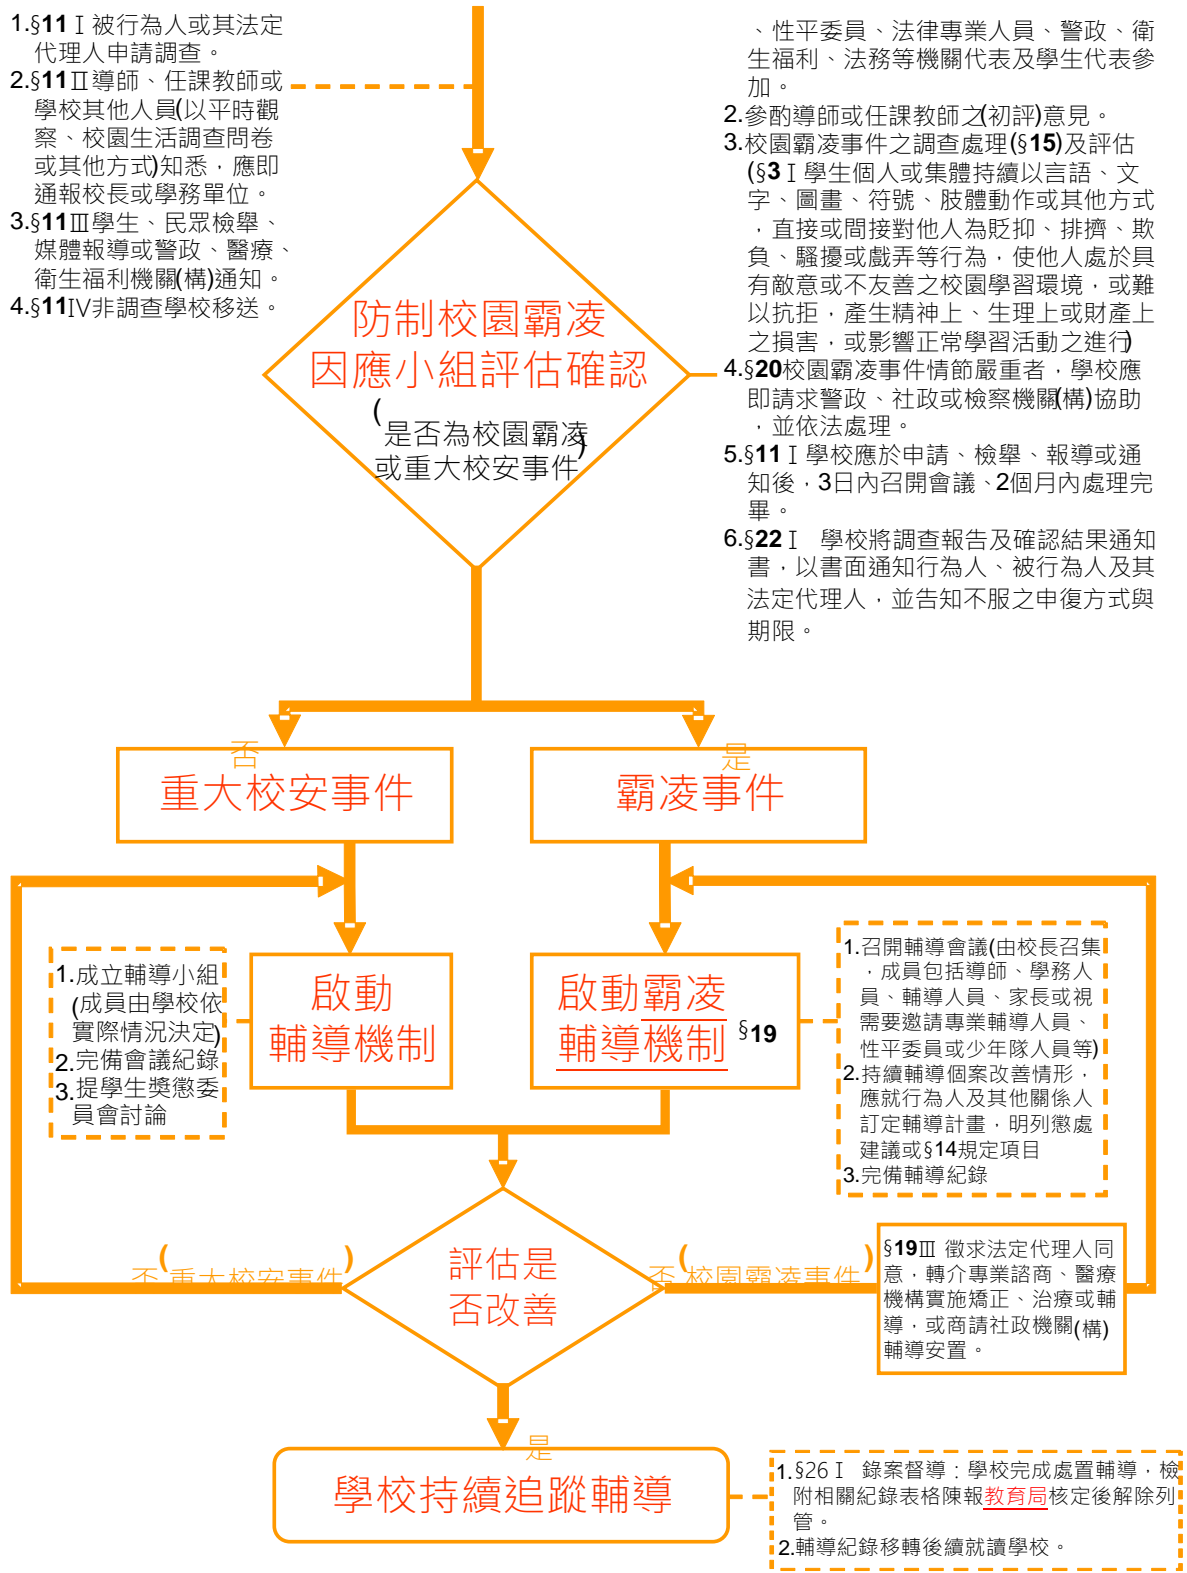 1.§11 I 被行為人或其法定
代理人申請調查。
2.§11 Ⅱ導師、任課教師或
學校其他人員(以平時觀
察、校園生活調查問卷
或其他方式)知悉，應即
通報校長或學務單位。
3.§11Ⅲ學生、民眾檢舉、
媒體報導或警政、醫療、
衛生福利機關(構)通知。
4.§11IV非調查學校移送。
、性平委員、法律專業人員、警政、衛
生福利、法務等機關代表及學生代表參
加。
2.參酌導師或任課教師之(初評)意見。
3.校園霸凌事件之調查處理(§15)及評估
(§3 I 學生個人或集體持續以言語、文
字、圖畫、符號、肢體動作或其他方式
，直接或間接對他人為貶抑、排擠、欺
負、騷擾或戲弄等行為，使他人處於具
有敵意或不友善之校園學習環境，或難
以抗拒，產生精神上、生理上或財產上
之損害，或影響正常學習活動之進行)
4.§20校園霸凌事件情節嚴重者，學校應
即請求警政、社政或檢察機關(構)協助
，並依法處理。
5.§11 I 學校應於申請、檢舉、報導或通
知後，3日內召開會議、2個月內處理完
畢。
6.§22 I 學校將調查報告及確認結果通知
書，以書面通知行為人、被行為人及其
法定代理人，並告知不服之申復方式與
期限。
防制校園霸凌
因應小組評估確認
(是否為校園霸凌
或重大校安事件)
否
重大校安事件
是
霸凌事件
1.成立輔導小組
(成員由學校依
實際情況決定)
2.完備會議紀錄
3.提學生獎懲委
員會討論
啟動
輔導機制
啟動霸凌
輔導機制 §19
1.召開輔導會議(由校長召集
，成員包括導師、學務人
員、輔導人員、家長或視
需要邀請專業輔導人員、
性平委員或少年隊人員等)
2.持續輔導個案改善情形，
應就行為人及其他關係人
訂定輔導計畫，明列懲處
建議或§14規定項目
3.完備輔導紀錄
否(重大校安事件)
評估是
否改善
否(校園霸凌事件)
§19Ⅲ 徵求法定代理人同
意，轉介專業諮商、醫療
機構實施矯正、治療或輔
導，或商請社政機關(構)
輔導安置。
是
學校持續追蹤輔導
1.§26 I 錄案督導：學校完成處置輔導，檢
附相關紀錄表格陳報教育局核定後解除列
管。
2.輔導紀錄移轉後續就讀學校。